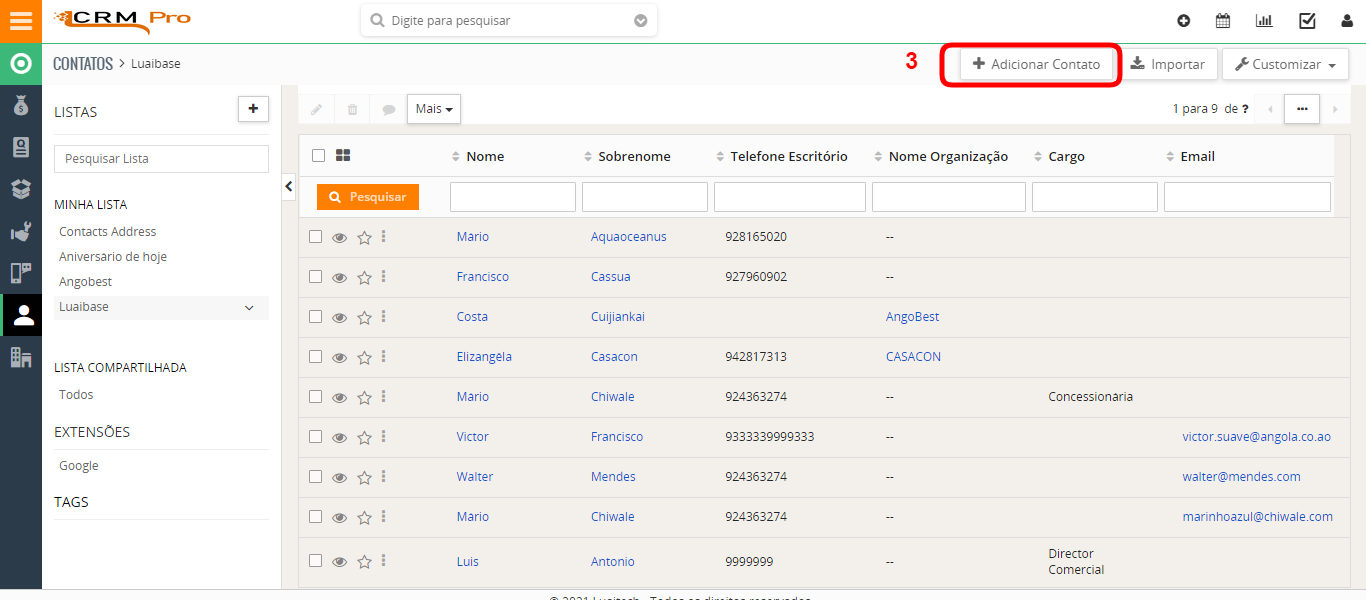 CRM Pro
Digite para pesquisar
CONTATOS > Luaibase
3
Adicionar Contato
Importar
Customizar
LISTAS
Pesquisar Lista
MINHA LISTA
Contacts Address
Aniversário de hoje
Angobest
Luaibase
LISTA COMPARTILHADA
Todos
EXTENSÕES
Google
TAGS
Mais
1 para 9 de ?
Nome Sobrenome Telefone Escritório Nome Organização Cargo Email
Pesquisar
Mario Aquaoceanus 928165020 --
Francisco Cassua 927960902 --
Costa Cuijiankai AngoBest
Elizangêla Casacon 942817313 CASACON
Mário Chiwale 924363274 -- Concessionária
Victor Francisco 9333339999333 -- victor.suave@angola.co.ao
Walter Mendes 924363274 -- walter@mendes.com
Mario Chiwale 924363274 -- marinhoazul@chiwale.com
Luis Antonio 9999999 -- Director
Comercial